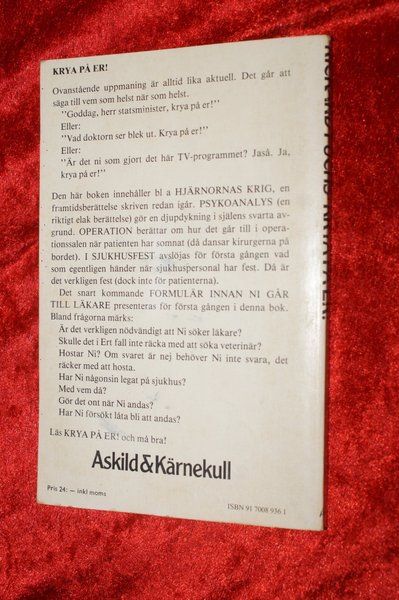 KRYA PÅ ER!
Ovanstående uppmaning är alltid lika aktuell. Det går att
säga till vem som helst när som helst.
"Goddag, herr statsminister, krya på er!"
Eller:
"Vad doktorn ser blek ut. Krya på er!"
Eller:
"Är det ni som gjort det här TV-programmet? Jaså. Ja,
krya på er!"
Den här boken innehåller bl a HJÄRNORNAS KRIG, en
framtidsberättelse skriven redan igår. PSYKOANALYS (en
riktigt elak berättelse) gör en djupdykning i själens svarta av-
grund. OPERATION berättar om hur det går till i opera-
tionssalen när patienten har somnat (då dansar kirurgerna på
bordet). I SJUKHUSFEST avslöjas för första gången vad
som egentligen händer när sjukhuspersonal har fest. Då är
det verkligen fest (dock inte för patienterna).
Det snart kommande FORMULÄR INNAN NI GÅR
TILL LÄKARE presenteras för första gången i denna bok.
Bland frågorna märks:
Är det verkligen nödvändigt att Ni söker läkare?
Skulle det i Ert fall inte räcka med att söka veterinär?
Hostar Ni? Om svaret är nej behöver Ni inte svara, det
räcker med att hosta.
Har Ni någonsin legat på sjukhus?
Med vem då?
Gör det ont när Ni andas?
Har Ni försökt låta bli att andas?
Läs KRYA PÅ ER! och må bra!
Askild&Kärnekull
Pris 24: — inkl moms
ISBN 91 7008 936 1